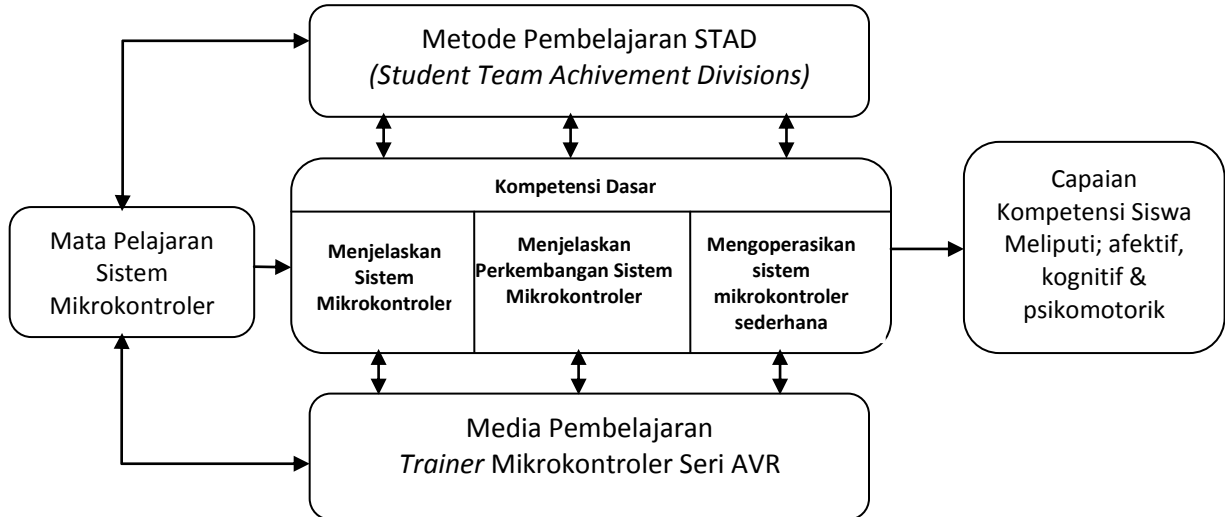 Metode Pembelajaran STAD
(Student Team Achivement Divisions)
Mata Pelajaran
Sistem
Mikrokontroler
Kompetensi Dasar
Menjelaskan
Sistem
Mikrokontroler
Menjelaskan
Perkembangan Sistem
Mikrokontroler
Mengoperasikan
sistem
mikrokontroler
sederhana
Capaian
Kompetensi Siswa
Meliputi; afektif,
kognitif &
psikomotorik
Media Pembelajaran
Trainer Mikrokontroler Seri AVR